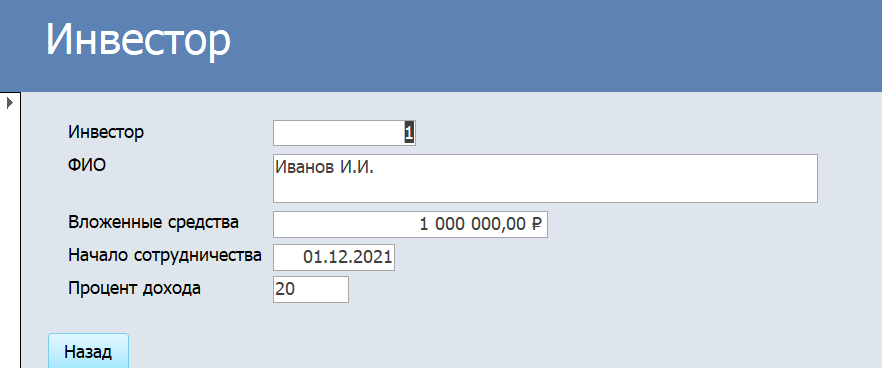 Инвестор
Инвестор 1
ФИО Иванов И.И.
Вложенные средства 1 000 000,00 ₽
Начало сотрудничества 01.12.2021
Процент дохода 20
Назад